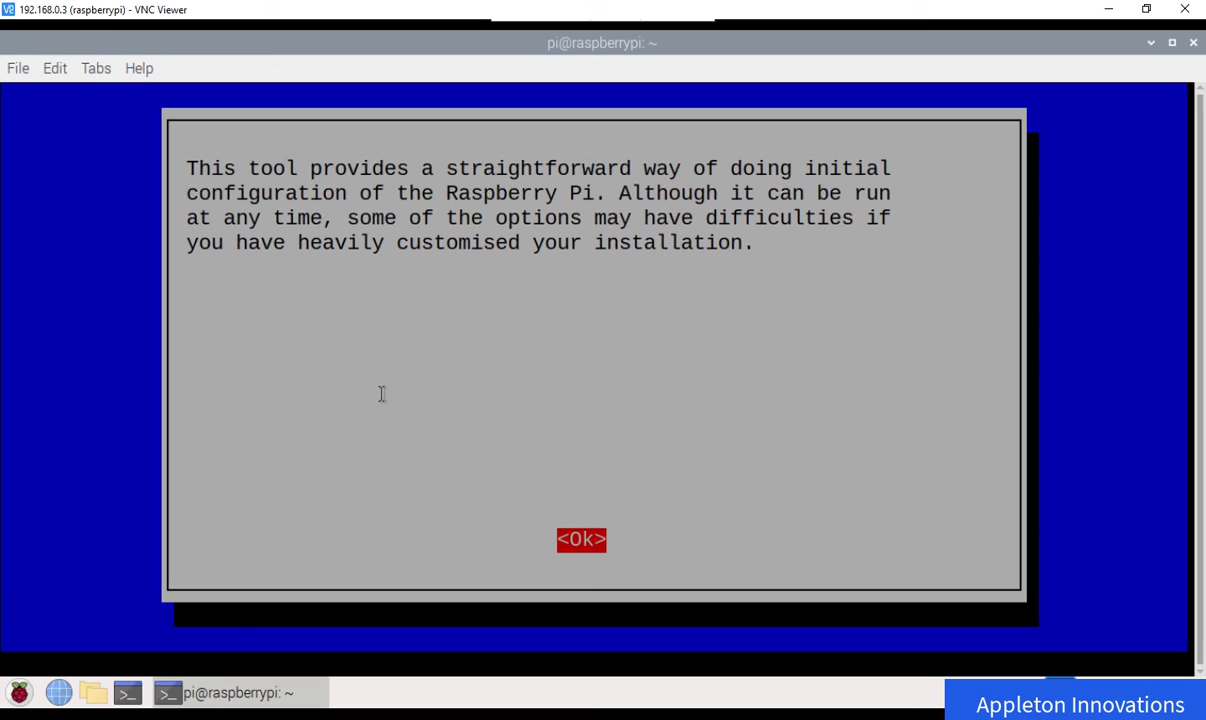 192.168.0.3 (raspberrypi) - VNC Viewer
pi@raspberrypi: ~
File Edit Tabs Help
This tool provides a straightforward way of doing initial
configuration of the Raspberry Pi. Although it can be run
at any time, some of the options may have difficulties if
you have heavily customised your installation.
<Ok>
pi@raspberrypi: ~
Appleton Innovations